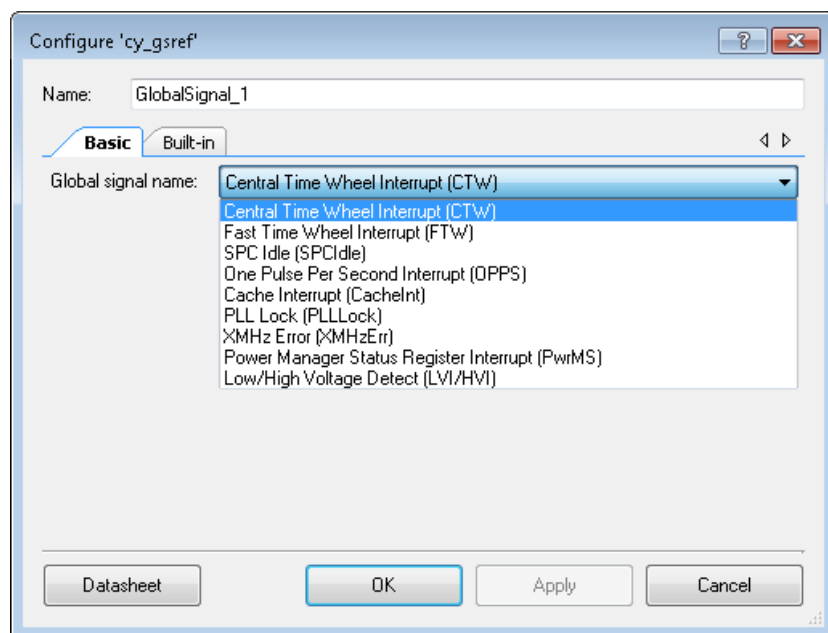 Configure 'cy_gsref'
?
Name: GlobalSignal_1
Basic Built-in
Global signal name: Central Time Wheel Interrupt (CTW)
Central Time Wheel Interrupt (CTW)
Fast Time Wheel Interrupt (FTW)
SPC Idle (SPCIdle)
One Pulse Per Second Interrupt (OPPS)
Cache Interrupt (CacheInt)
PLL Lock (PLLLock)
XMHz Error (XMHzErr)
Power Manager Status Register Interrupt (PwrMS)
Low/High Voltage Detect (LVI/HVI)
Datasheet OK Apply Cancel